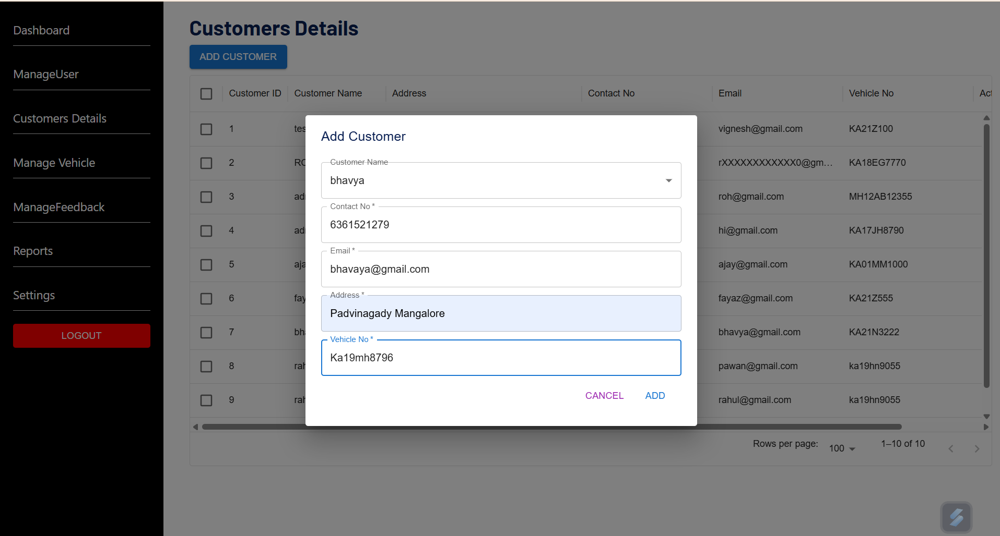 Dashboard
ManageUser
Customers Details
Manage Vehicle
ManageFeedback
Reports
Settings
LOGOUT
Customers Details
ADD CUSTOMER
Customer ID Customer Name Address Contact No Email Vehicle No Act
1 tes vignesh@gmail.com KA21Z100
2 RO rXXXXXXXXXXXX0@gm... KA18EG7770
3 adı roh@gmail.com MH12AB12355
4 adı hi@gmail.com KA17JH8790
5 aja ajay@gmail.com KA01MM1000
6 fay fayaz@gmail.com KA21Z555
7 bha bhavya@gmail.com KA21N3222
8 rah pawan@gmail.com ka19hn9055
9 rah rahul@gmail.com ka19hn9055
Rows per page: 100 1–10 of 10
Add Customer
Customer Name
bhavya
Contact No *
6361521279
Email *
bhavaya@gmail.com
Address *
Padvinagady Mangalore
Vehicle No *
Ka19mh8796
CANCEL ADD